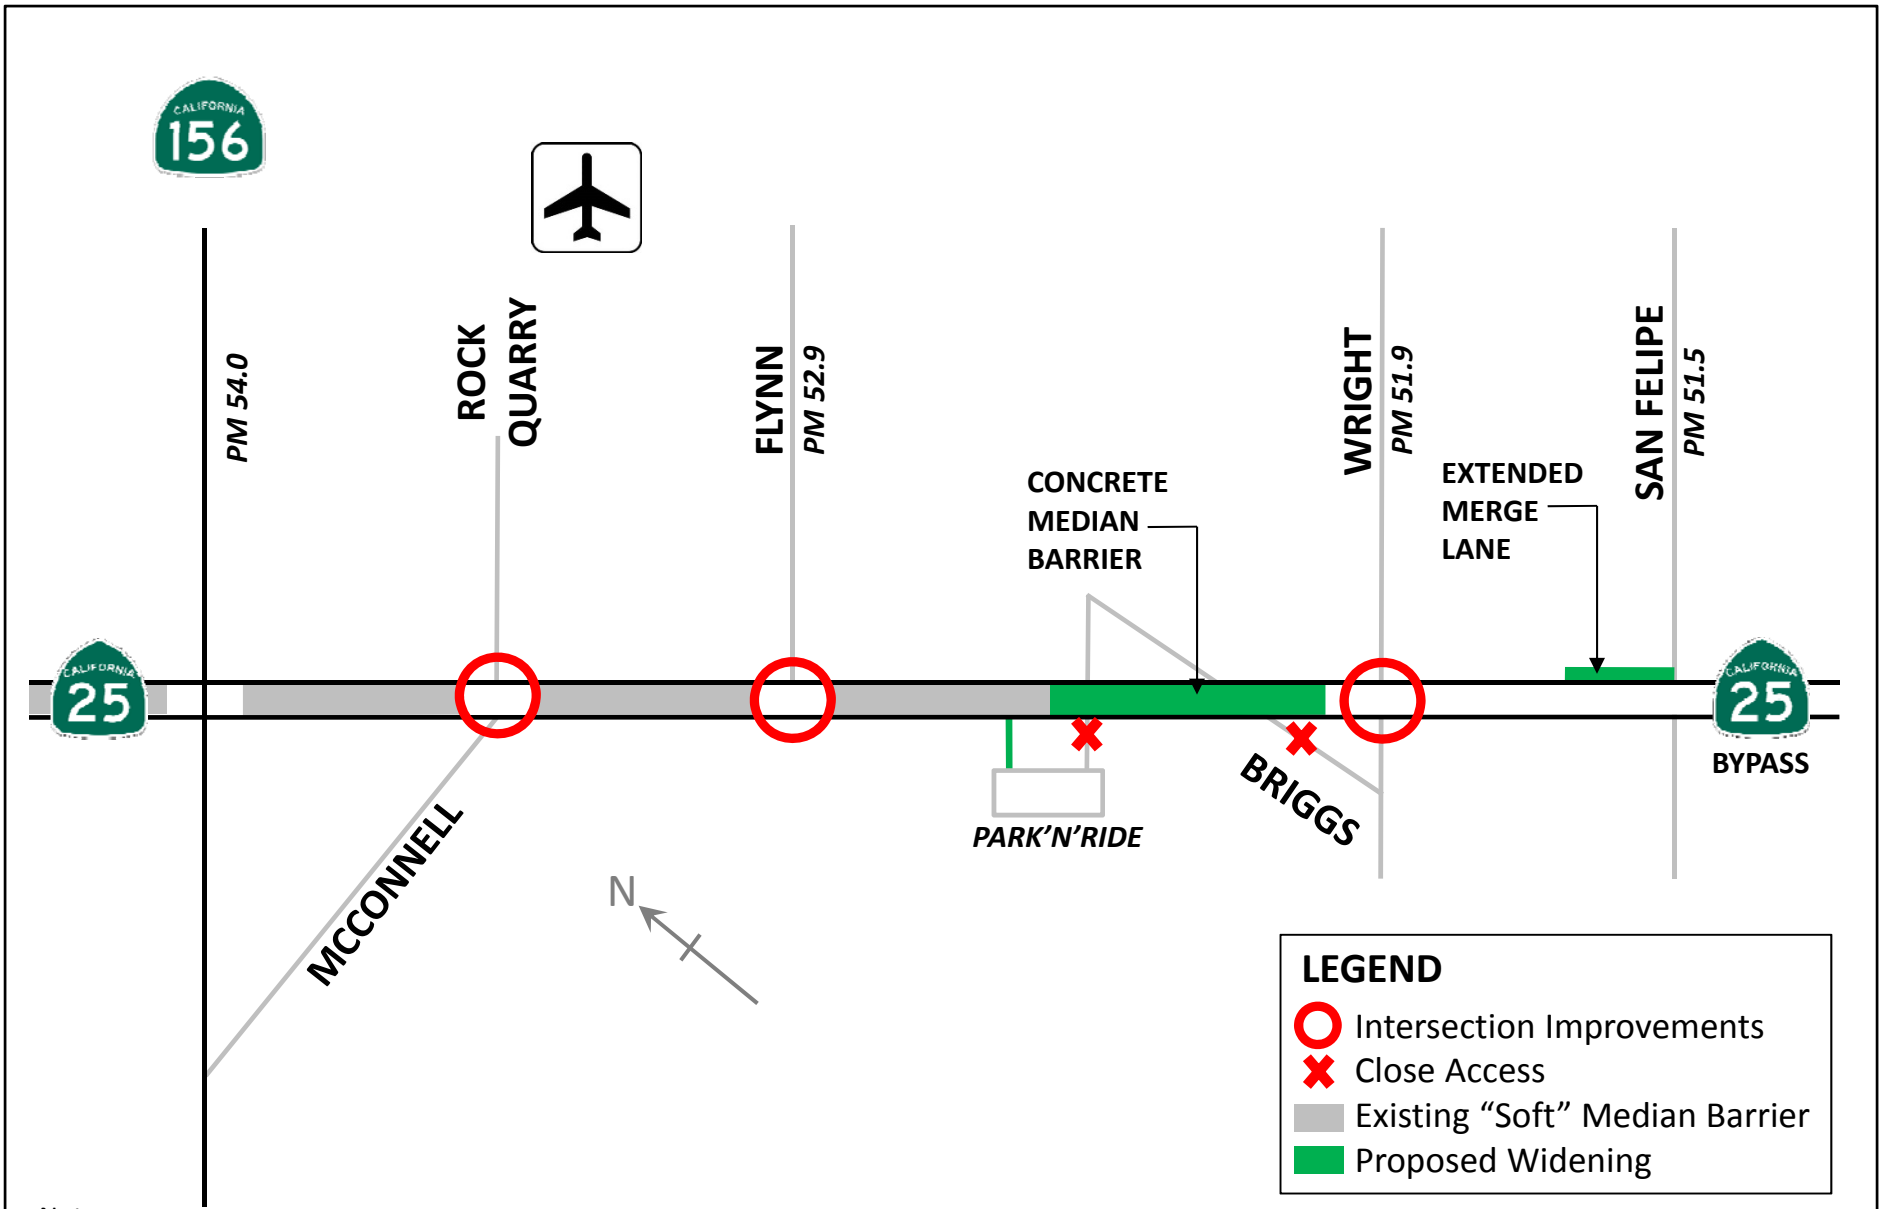 CALIFORNIA
156
PM 54.0
ROCK
QUARRY
FLYNN
PM 52.9
WRIGHT
PM 51.9
SAN FELIPE
PM 51.5
CONCRETE
MEDIAN
BARRIER
EXTENDED
MERGE
LANE
CALIFORNIA
25
CALIFORNIA
25
BYPASS
MCCONNELL
PARK’N’RIDE
BRIGGS
N
LEGEND
Intersection Improvements
Close Access
Existing “Soft” Median Barrier
Proposed Widening